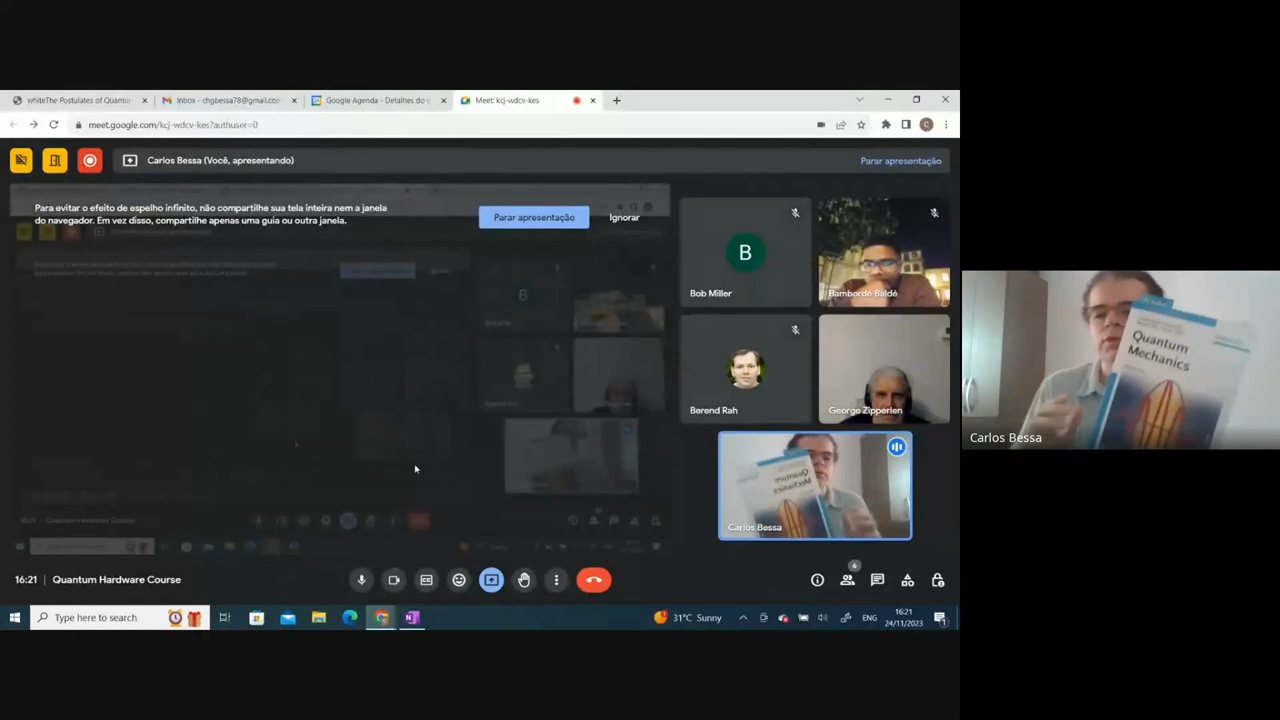 whiteThe Postulates of Quantum
Inbox - chgbessa78@gmail.com
Google Agenda - Detalhes do e
Meet: kcj-wdcv-kes
meet.google.com/kcj-wdcv-kes?authuser=0
Carlos Bessa (Você, apresentando)
Parar apresentação
Para evitar o efeito de espelho infinito, não compartilhe sua tela inteira nem a janela
do navegador. Em vez disso, compartilhe apenas uma guia ou outra janela.
Parar apresentação
Ignorar
B
Bob Miller
Bamborde Baldé
Berend Rah
George Zipperlen
Quantum
Mechanics
Carlos Bessa
Quantum
Mechanics
Carlos Bessa
16:21
Quantum Hardware Course
6
Type here to search
31°C Sunny
ENG
16:21
24/11/2023
1